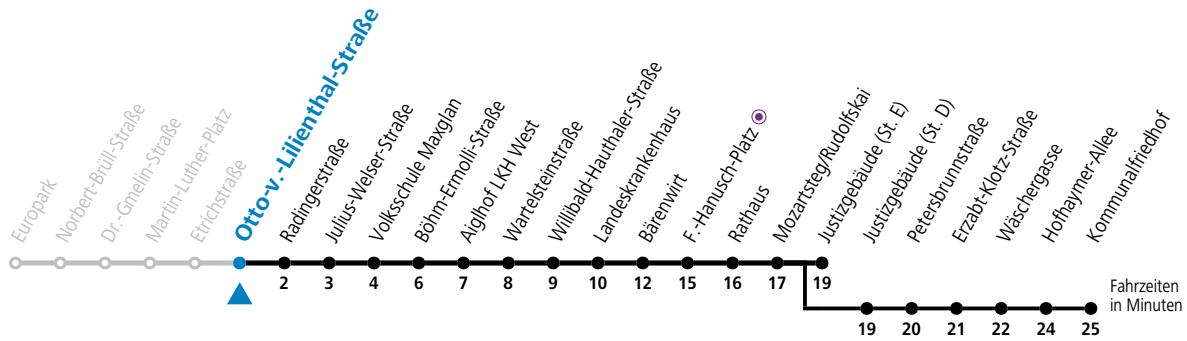 Europark
Norbert-Brüll-Straße
Dr.-Gmelin-Straße
Martin-Luther-Platz
Etrichstraße
Otto-v.-Lilienthal-Straße
Radingerstraße
Julius-Welser-Straße
Volksschule Maxglan
Böhm-Ermolli-Straße
Aiglhof LKH West
Wartelsteinstraße
Willibald-Hauthaler-Straße
Landeskrankenhaus
Bärenwirt
F.-Hanusch-Platz
Rathaus
Mozartsteg/Rudolfskai
Justizgebäude (St. E)
Justizgebäude (St. D)
Petersbrunnstraße
Erzabt-Klotz-Straße
Wäschergasse
Hofhaymer-Allee
Kommunalfriedhof
2 3 4 6 7 8 9 10 12 15 16 17 19
Fahrzeiten
in Minuten
19 20 21 22 24 25